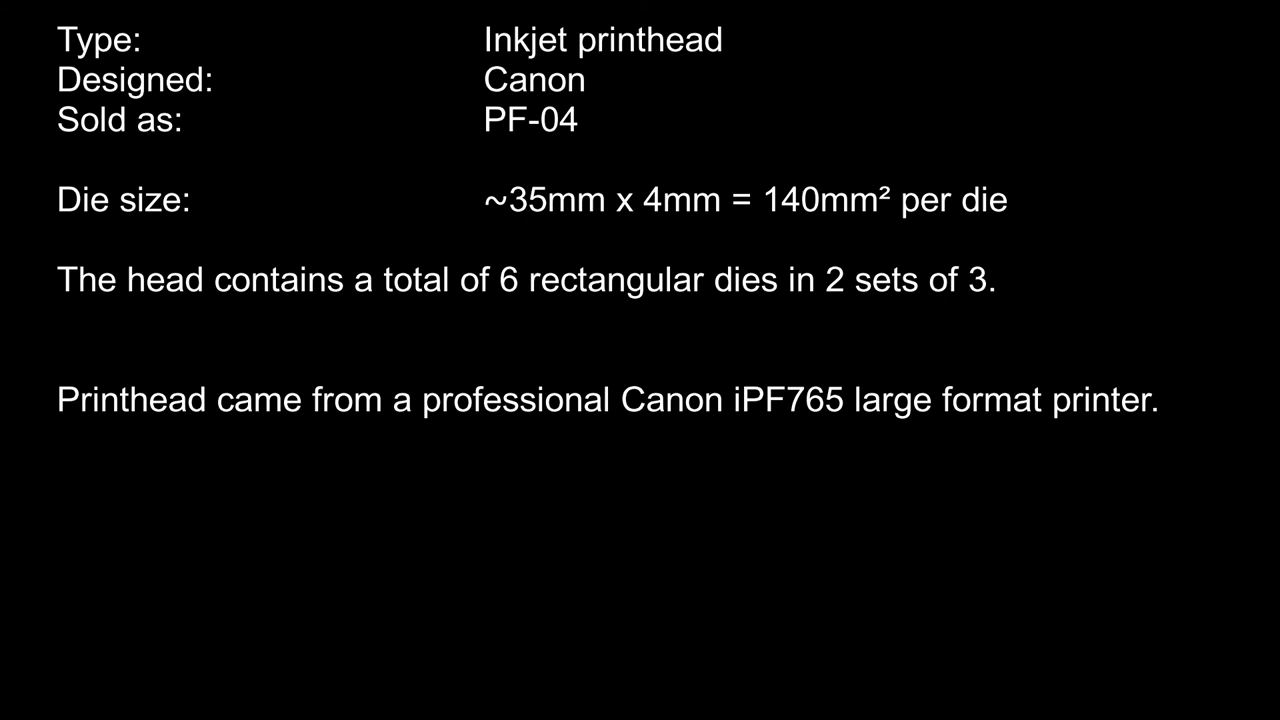 Type: Inkjet printhead
Designed: Canon
Sold as: PF-04
Die size: ~35mm x 4mm = 140mm² per die
The head contains a total of 6 rectangular dies in 2 sets of 3.
Printhead came from a professional Canon iPF765 large format printer.